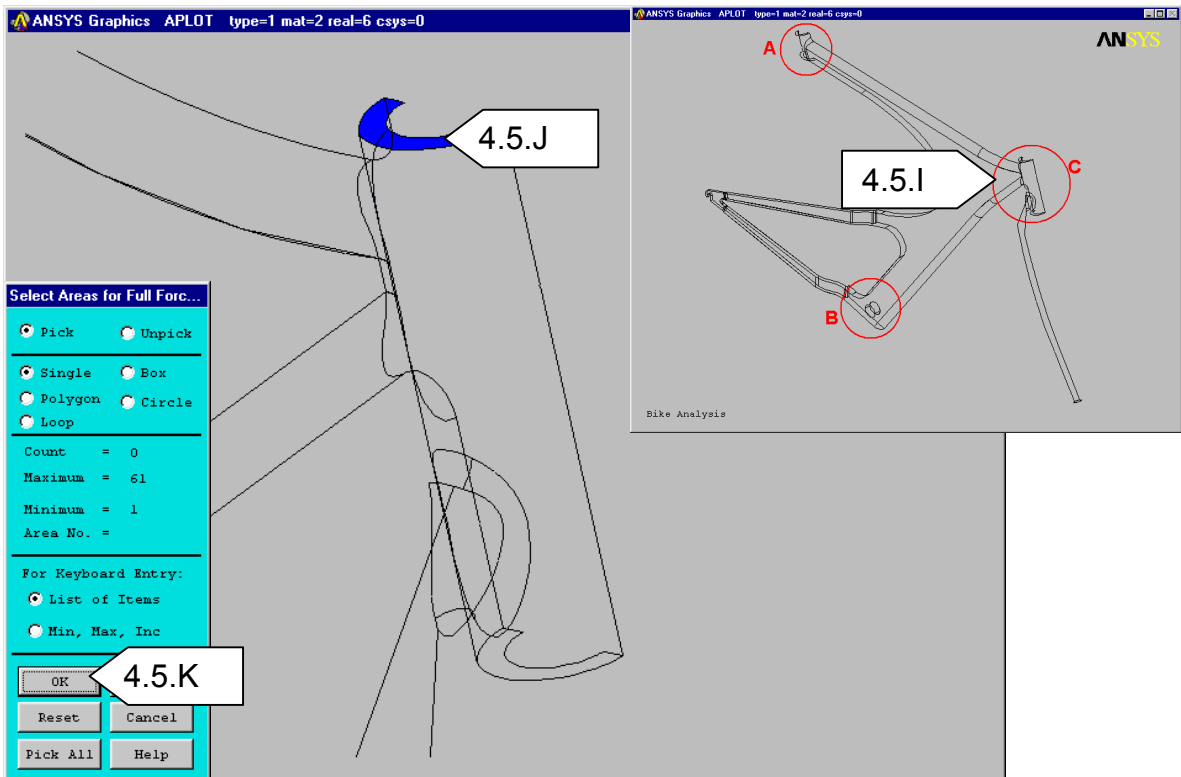 ANSYS Graphics APLOT type=1 mat=2 real=6 csys=0
4.5.J
ANSYS Graphics APLOT type=1 mat=2 real=6 csys=0
ANSYS
A
C
4.5.I
B
Bike Analysis
Select Areas for Full Forc...
Pick Unpick
Single Box
Polygon Circle
Loop
Count = 0
Maximum = 61
Minimum = 1
Area No. =
For Keyboard Entry:
List of Items
Min, Max, Inc
OK
4.5.K
Reset Cancel
Pick All Help